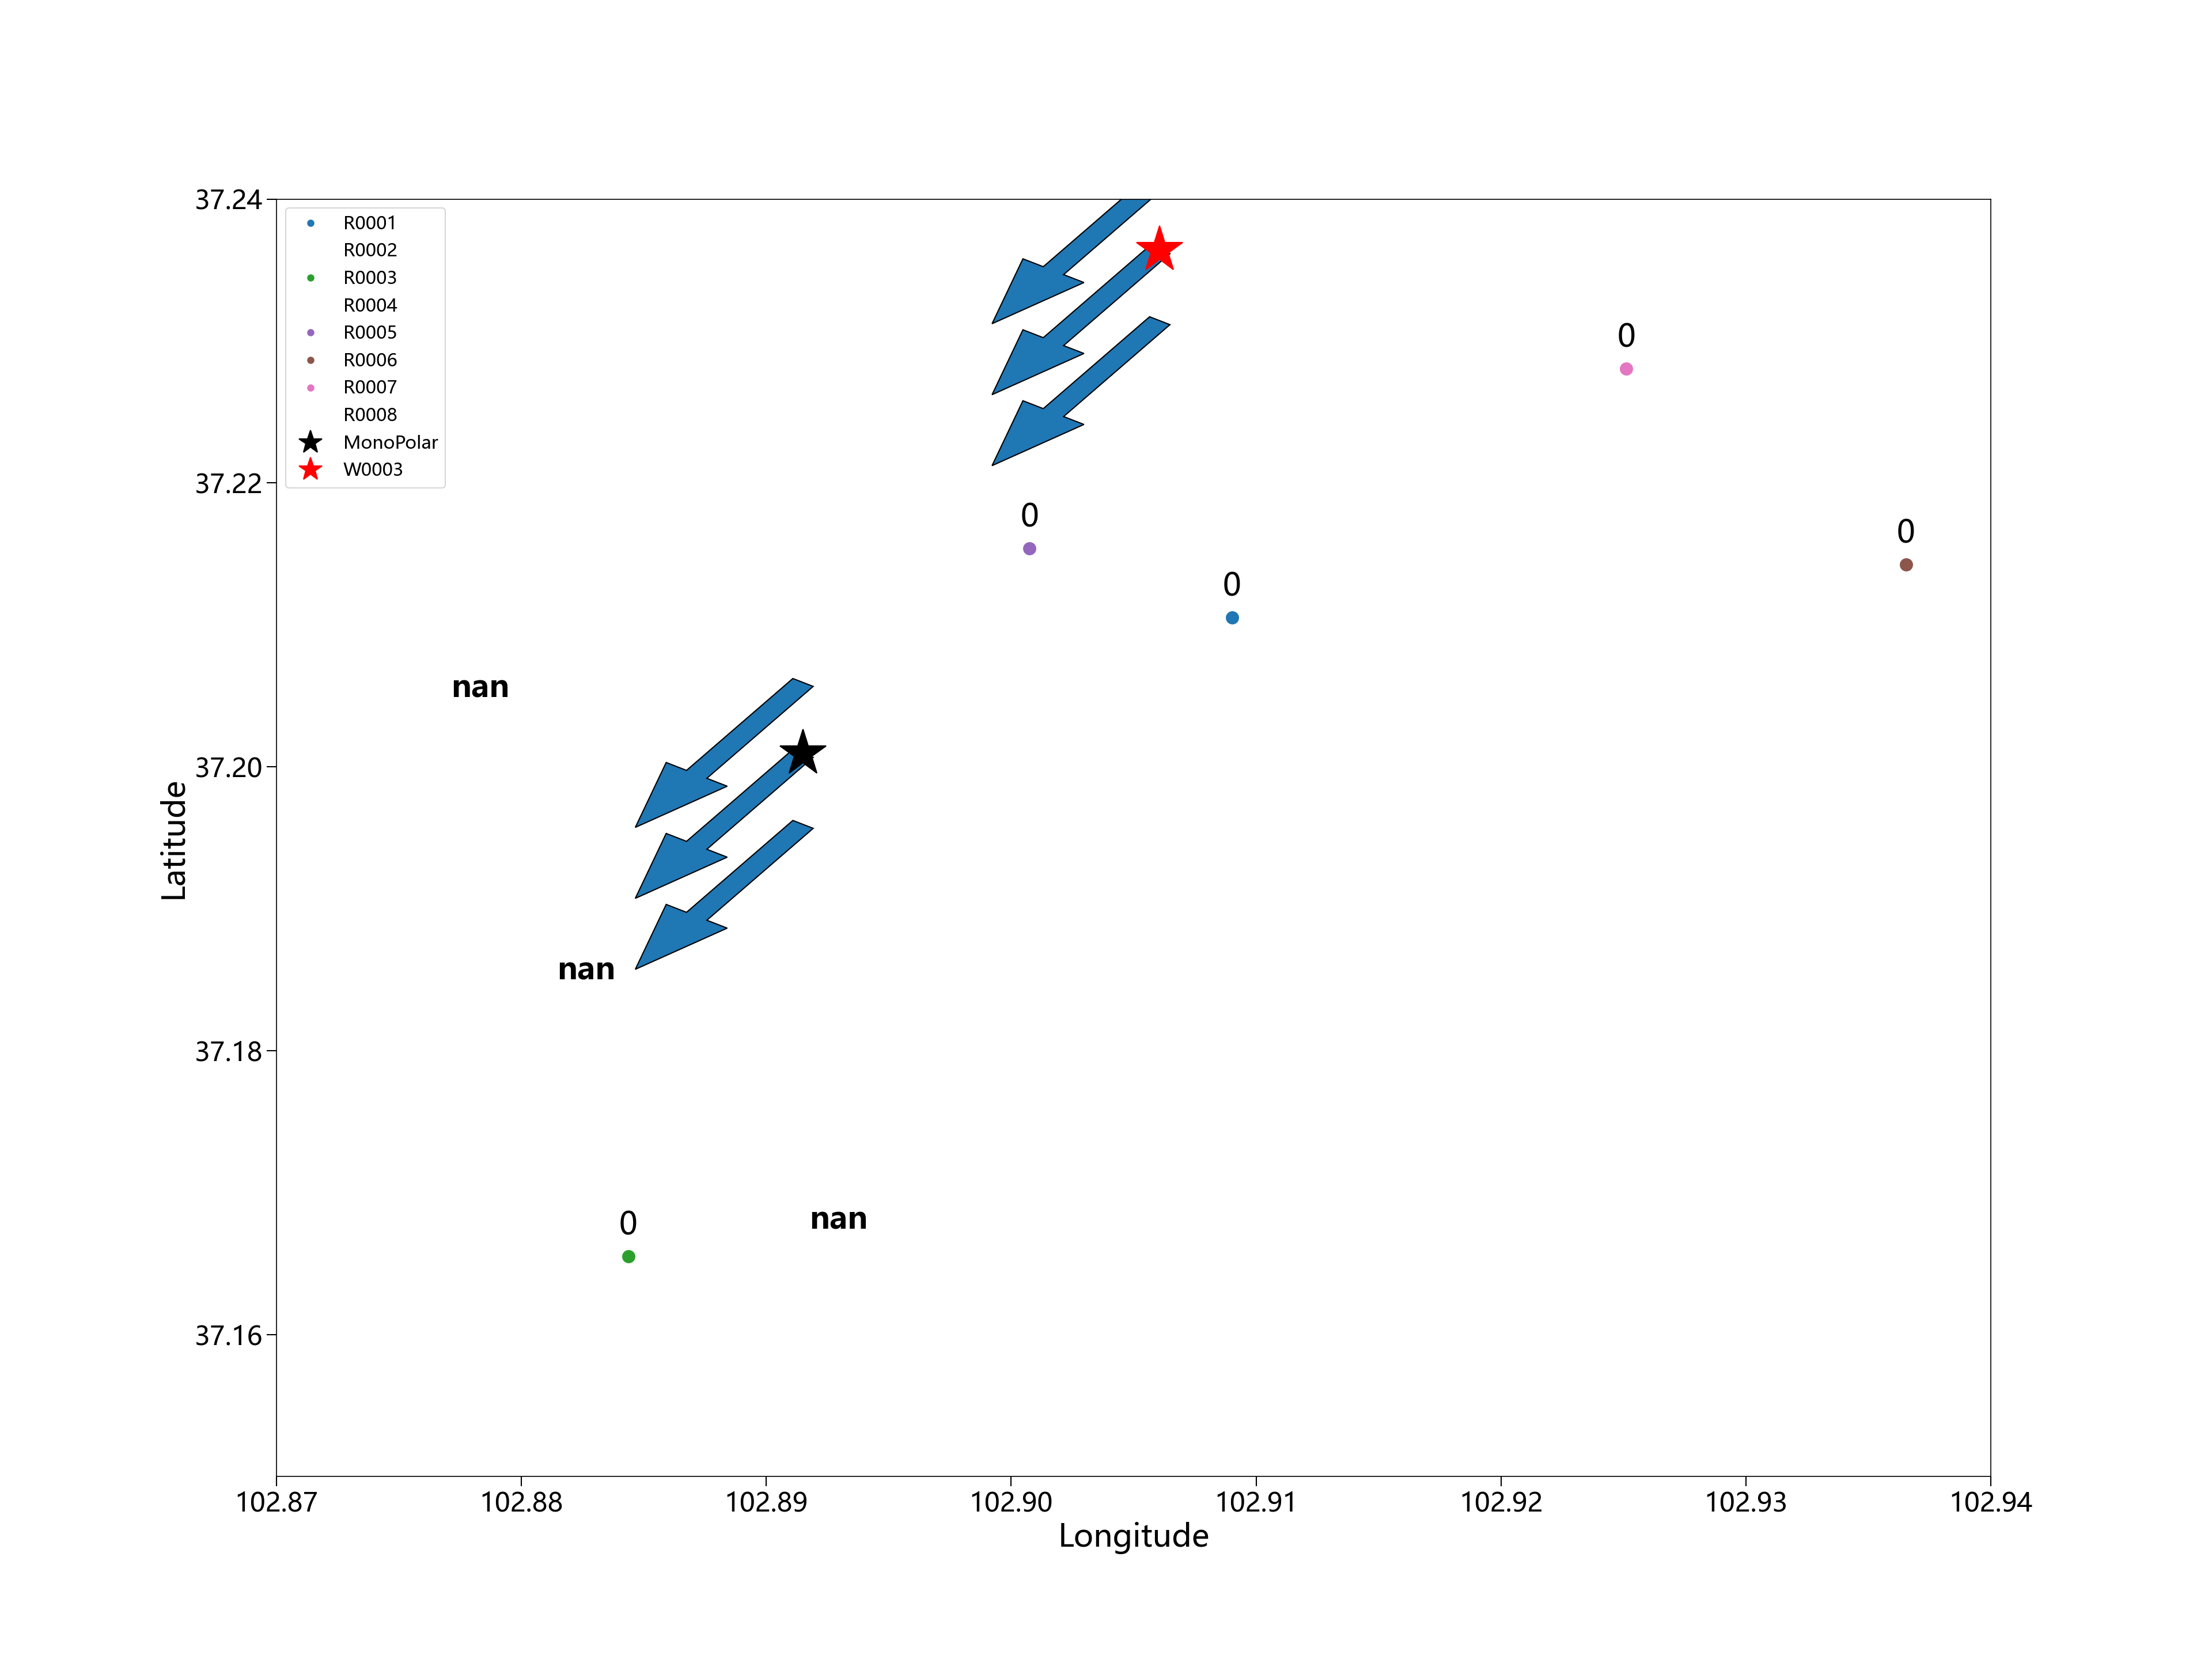 37.24
R0001
R0002
R0003
R0004
R0005
R0006
R0007
R0008
MonoPolar
W0003
0
37.22
0
0
0
nan
37.20
Latitude
nan
37.18
0
nan
37.16
102.87 102.88 102.89 102.90 102.91 102.92 102.93 102.94
Longitude